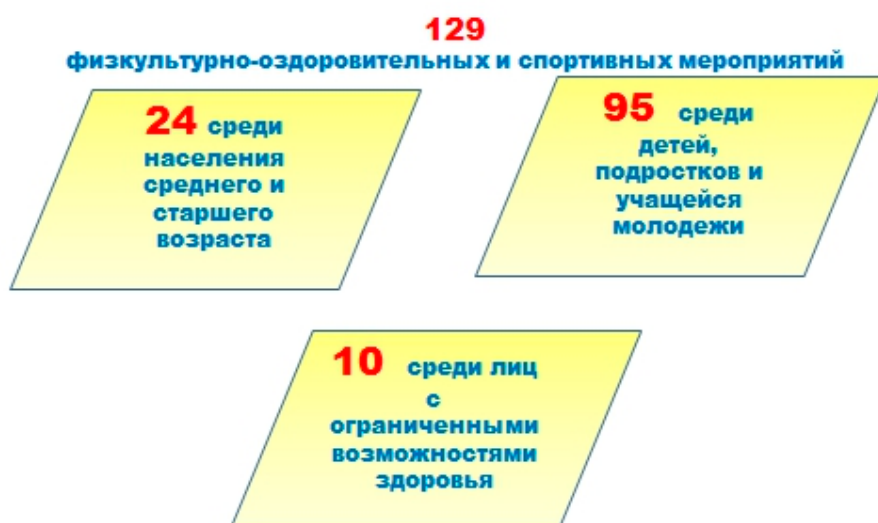 129
физкультурно-оздоровительных и спортивных мероприятий
24 среди
населения
среднего и
старшего
возраста
95 среди
детей,
подростков и
учащейся
молодежи
10 среди лиц
с
ограниченными
возможностями
здоровья